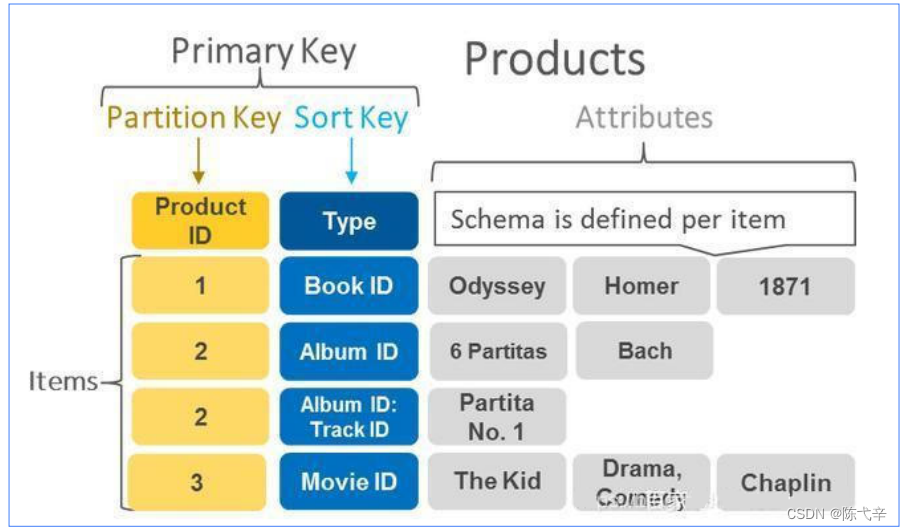 Primary Key
Products
Partition Key
Sort Key
Attributes
Product
ID
Type
Schema is defined per item
Items
1
Book ID
Odyssey
Homer
1871
2
Album ID
6 Partitas
Bach
2
Album ID:
Track ID
Partita
No. 1
3
Movie ID
The Kid
Drama,
Comedy
Chaplin
CSDN @陈弋辛